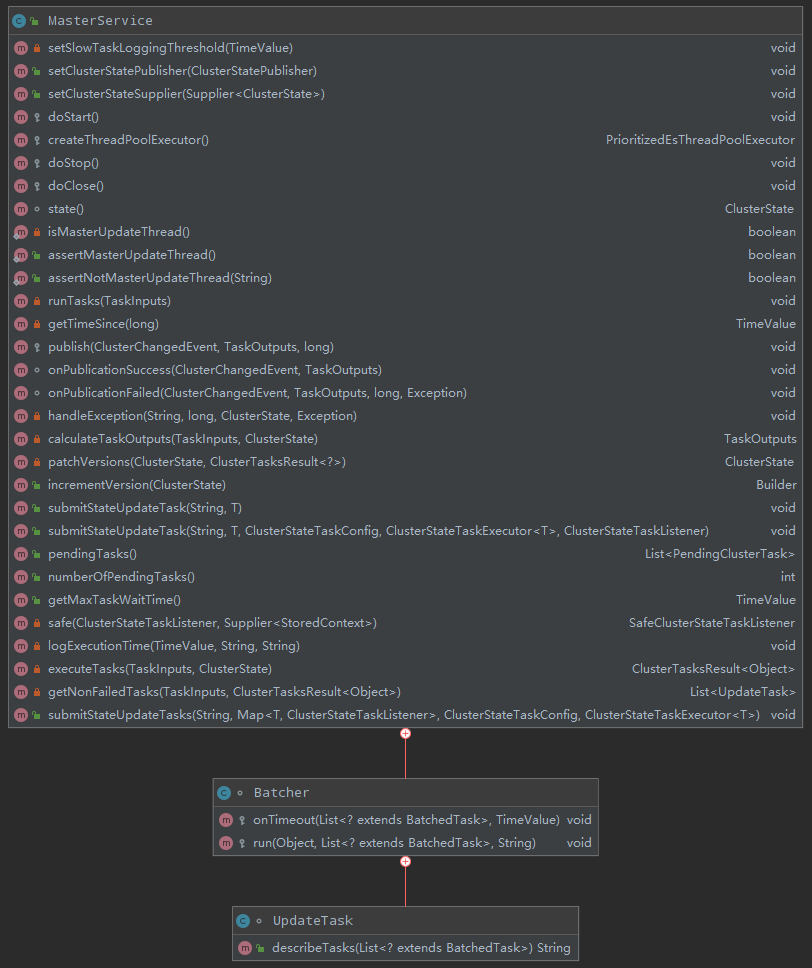 MasterService
setSlowTaskLoggingThreshold(TimeValue) void
setClusterStatePublisher(ClusterStatePublisher) void
setClusterStateSupplier(Supplier<ClusterState>) void
doStart() void
createThreadPoolExecutor() PrioritizedEsThreadPoolExecutor
doStop() void
doClose() void
state() ClusterState
isMasterUpdateThread() boolean
assertMasterUpdateThread() boolean
assertNotMasterUpdateThread(String) boolean
runTasks(TaskInputs) void
getTimeSince(long) TimeValue
publish(ClusterChangedEvent, TaskOutputs, long) void
onPublicationSuccess(ClusterChangedEvent, TaskOutputs) void
onPublicationFailed(ClusterChangedEvent, TaskOutputs, long, Exception) void
handleException(String, long, ClusterState, Exception) void
calculateTaskOutputs(TaskInputs, ClusterState) TaskOutputs
patchVersions(ClusterState, ClusterTasksResult<?>) ClusterState
incrementVersion(ClusterState) Builder
submitStateUpdateTask(String, T) void
submitStateUpdateTask(String, T, ClusterStateTaskConfig, ClusterStateTaskExecutor<T>, ClusterStateTaskListener) void
pendingTasks() List<PendingClusterTask>
numberOfPendingTasks() int
getMaxTaskWaitTime() TimeValue
safe(ClusterStateTaskListener, Supplier<StoredContext>) SafeClusterStateTaskListener
logExecutionTime(TimeValue, String, String) void
executeTasks(TaskInputs, ClusterState) ClusterTasksResult<Object>
getNonFailedTasks(TaskInputs, ClusterTasksResult<Object>) List<UpdateTask>
submitStateUpdateTasks(String, Map<T, ClusterStateTaskListener>, ClusterStateTaskConfig, ClusterStateTaskExecutor<T>) void
Batcher
onTimeout(List<? extends BatchedTask>, TimeValue) void
run(Object, List<? extends BatchedTask>, String) void
UpdateTask
describeTasks(List<? extends BatchedTask>) String